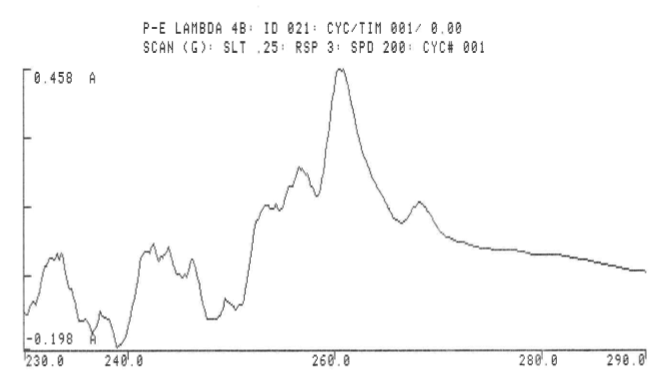 P-E LAMBDA 4B: ID 021: CYC/TIM 001/ 0.00
SCAN (G): SLT .25: RSP 3: SPD 200: CYC# 001
0.458 A
-0.198 A
230.0 240.0 260.0 280.0 290.0